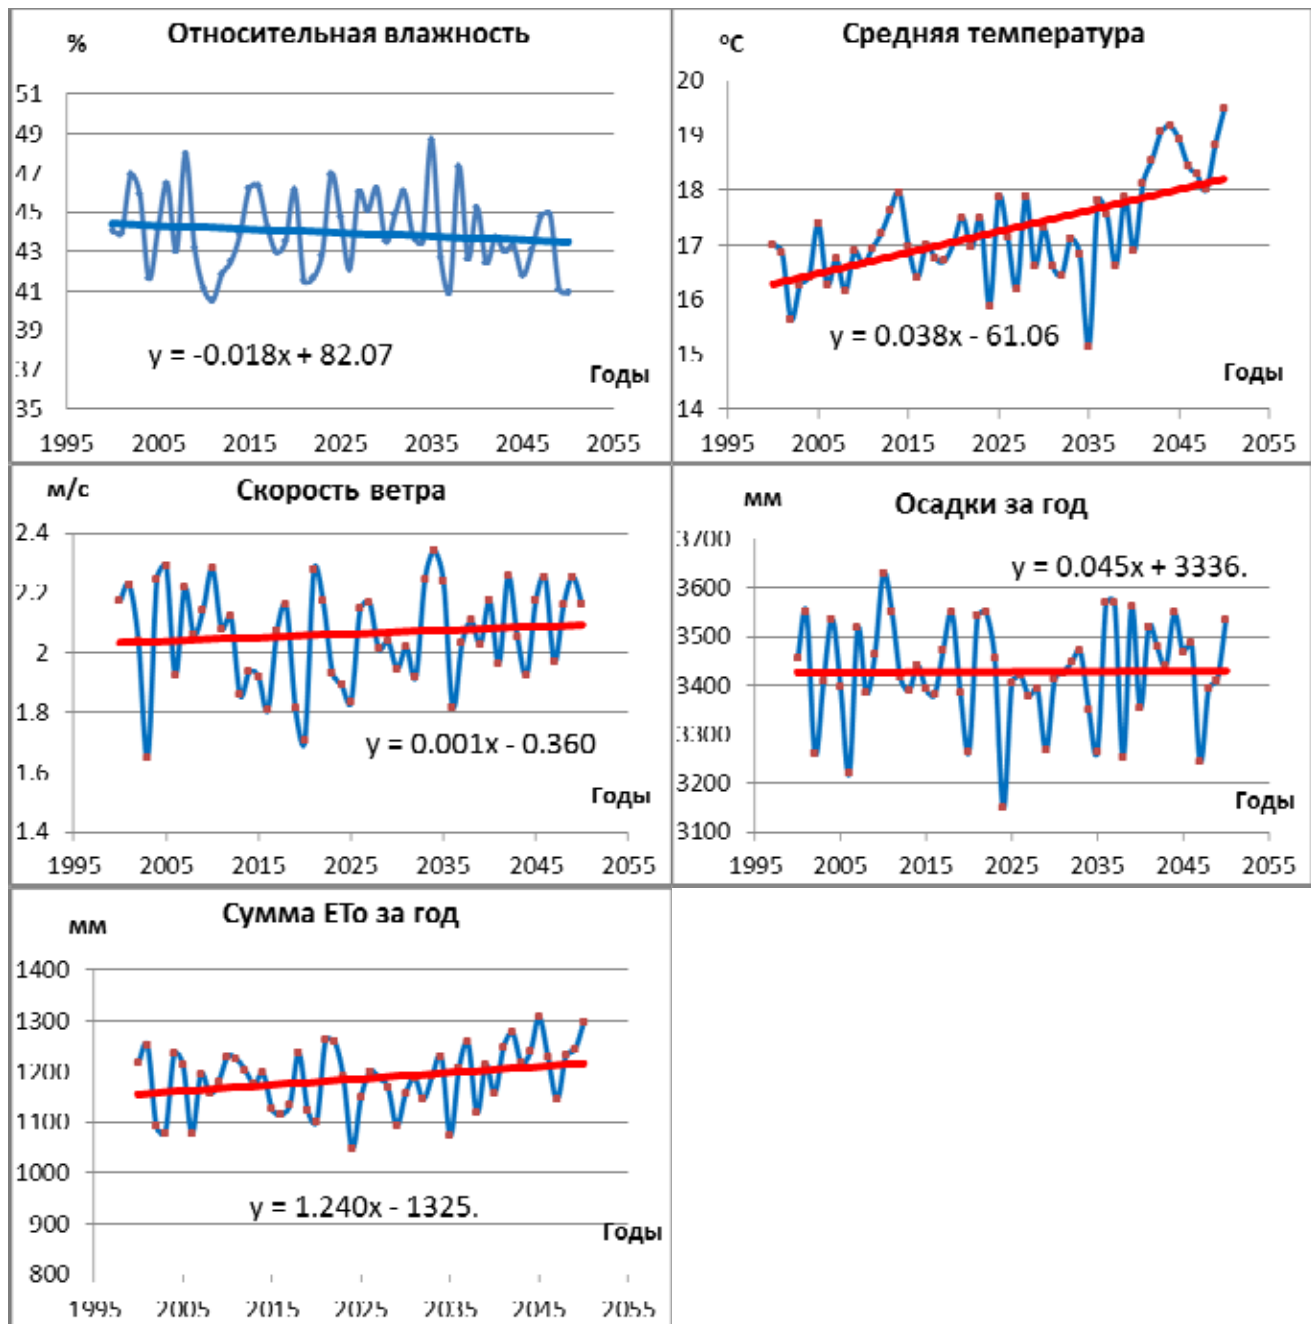 Относительная влажность
%
51
49
47
45
43
41
39
37
35
y = -0.018x + 82.07
Годы
1995 2005 2015 2025 2035 2045 2055
Средняя температура
°C
20
19
18
17
16
15
14
y = 0.038x - 61.06
Годы
1995 2005 2015 2025 2035 2045 2055
Скорость ветра
м/с
2.4
2.2
2
1.8
1.6
1.4
y = 0.001x - 0.360
Годы
1995 2005 2015 2025 2035 2045 2055
Осадки за год
мм
3700
3600
3500
3400
3300
3200
3100
y = 0.045x + 3336.
Годы
1995 2005 2015 2025 2035 2045 2055
Сумма ETo за год
мм
1400
1300
1200
1100
1000
900
800
y = 1.240x - 1325.
Годы
1995 2005 2015 2025 2035 2045 2055